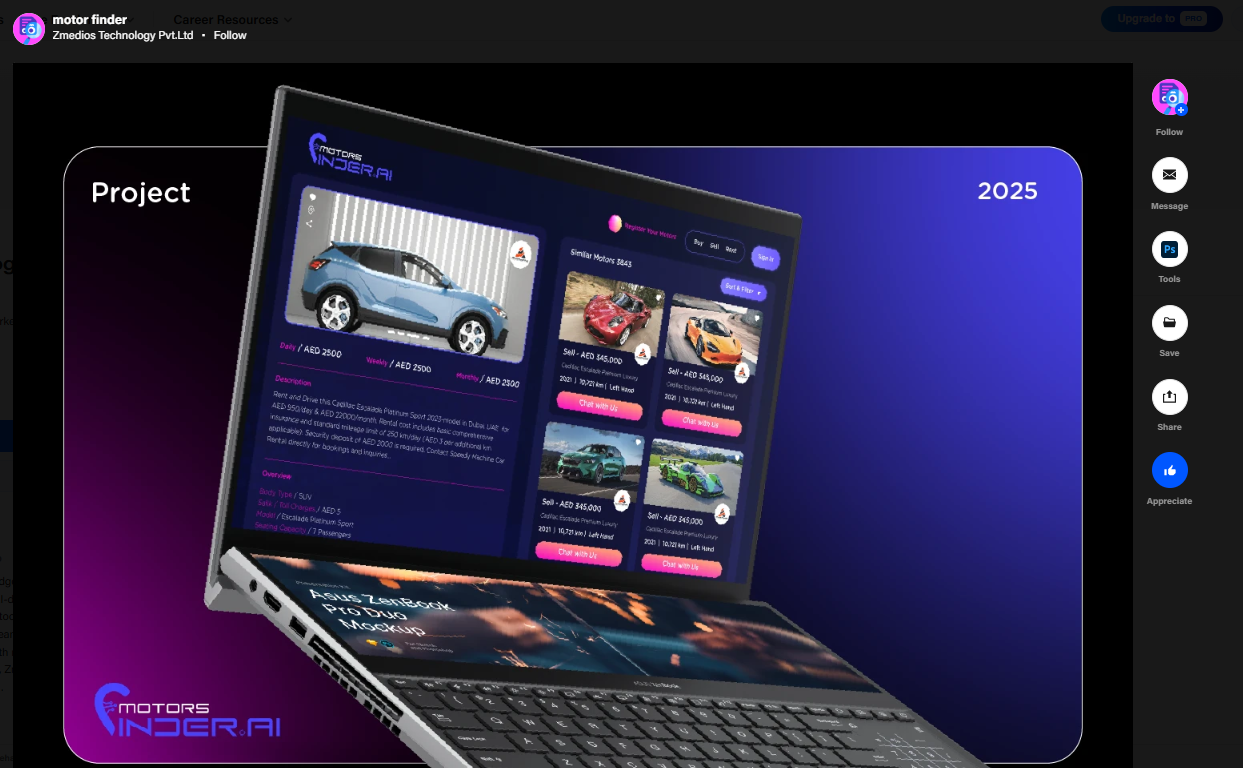 motor finder
Career Resources
Zmedios Technology Pvt.Ltd • Follow
Upgrade to PRO
Project
2025
MOTORS
FINDER.AI
Register Your Motors
Buy Sell Rent
Sign In
Similar Motors 3843
Sort & Filter
Daily / AED 2500
Weekly / AED 2500
Monthly / AED 2500
Description
Rent and Drive this Cadillac Escalade Platinum Sport 2023-model in Dubai, UAE for
AED 950/day & AED 22000/month. Rental cost includes basic comprehensive
insurance and standard mileage limit of 250 km/day (AED 3 per additional km
applicable). Security deposit of AED 2000 is required. Contact Speedy Machine Car
Rental directly for bookings and inquiries..
Overview
Body Type / SUV
/ AED 5
Model / Escalade Platinum Sport
Seating Capacity / 7 Passengers
Sell - AED 345,000
Cadillac Escalade Premium Luxury
2021 | 10,721 km | Left Hand
Chat with Us
Sell - AED 345,000
Cadillac Escalade Premium Luxury
2021 | 10,721 km | Left Hand
Chat with Us
Sell - AED 345,000
Cadillac Escalade Premium Luxury
2021 | 10,721 km | Left Hand
Chat with Us
Sell - AED 345,000
Cadillac Escalade Premium Luxury
2021 | 10,721 km | Left Hand
Chat with Us
Asus ZenBook
Pro Duo
Mockup
ASUS ZenBook
MOTORS
FINDER.AI
Follow
Message
Ps
Tools
Save
Share
Appreciate